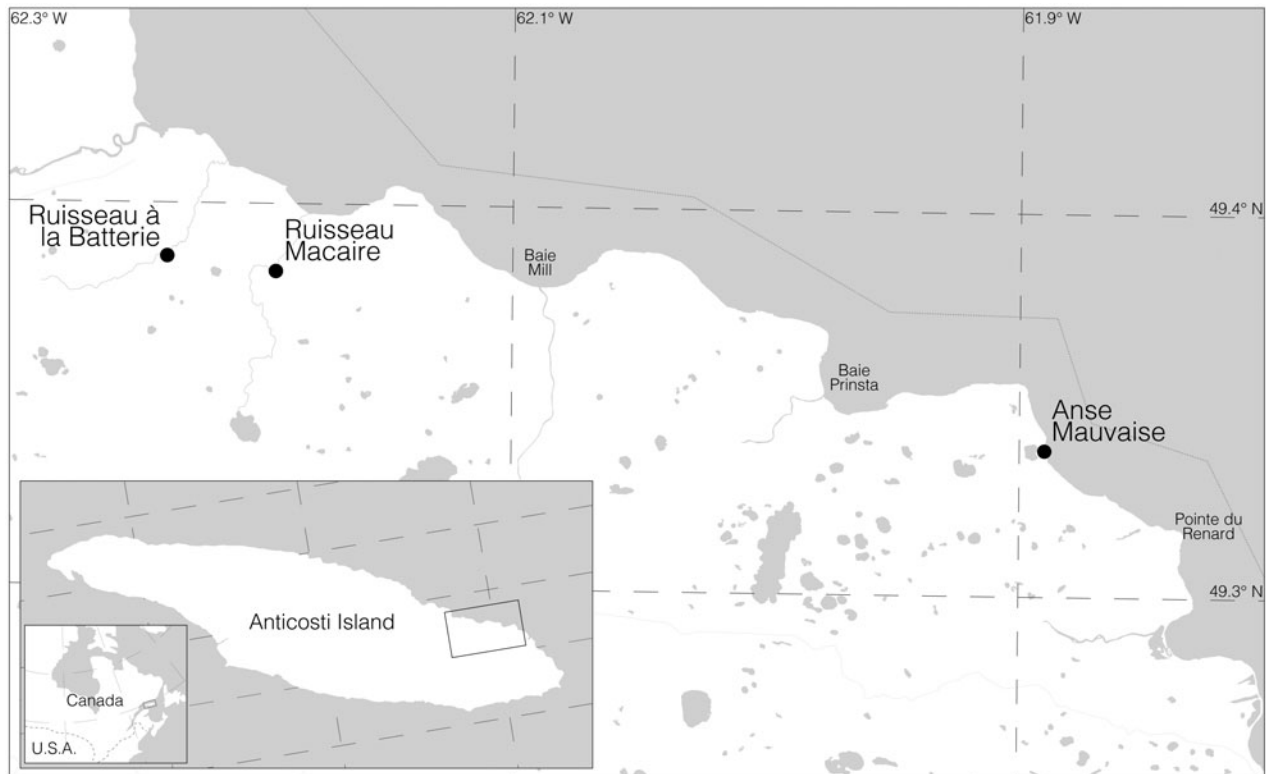 62.3° W
62.1° W
61.9° W
49.4° N
Ruisseau à
la Batterie
Ruisseau
Macaire
Baie
Mill
Baie
Prinsta
Anse
Mauvaise
Pointe du
Renard
49.3° N
Anticosti Island
Canada
U.S.A.